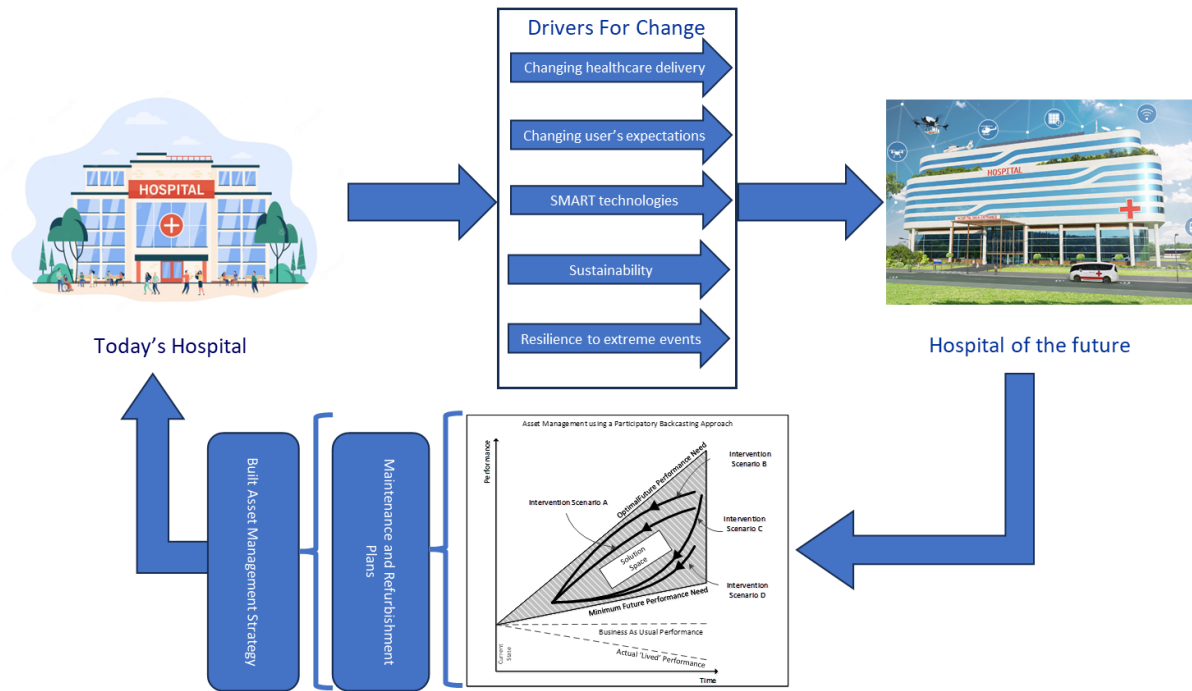 Drivers For Change
Changing healthcare delivery
Changing user's expectations
SMART technologies
Sustainability
Resilience to extreme events
HOSPITAL
Today's Hospital
HOSPITAL
Hospital of the future
Built Asset Management Strategy
Maintenance and Refurbishment
Plans
Asset Management using a Participatory Backcasting Approach
Performance
OptimalFuture Performance Need
Intervention
Scenario B
Intervention Scenario A
Intervention
Scenario C
Solution
Space
Intervention
Scenario D
Minimum Future Performance Need
Business As Usual Performance
Actual 'Lived' Performance
Current
State
Time